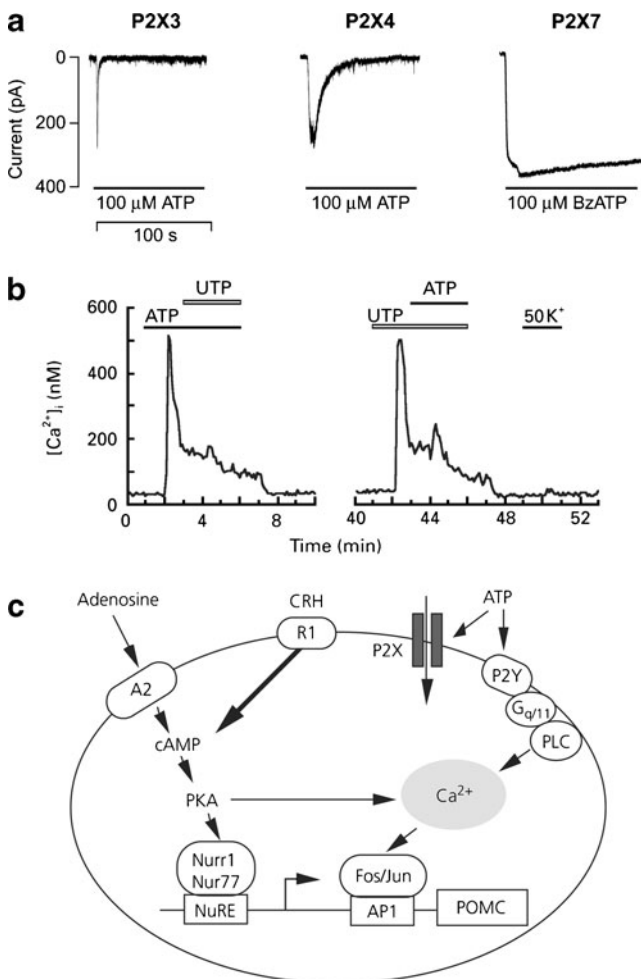 a
P2X3 P2X4 P2X7
0
200
400
Current (pA)
100 μM ATP 100 μM ATP 100 μM BzATP
100 s
b
600
400
200
0
[Ca²⁺]ᵢ (nM)
UTP
ATP
ATP
UTP
50 K⁺
0 4 8 40 44 48 52
Time (min)
c
Adenosine
CRH
ATP
R1
P2X
A2
P2Y
Gq/11
PLC
cAMP
PKA
Ca²⁺
Nurr1
Nur77
Fos/Jun
NuRE
AP1
POMC